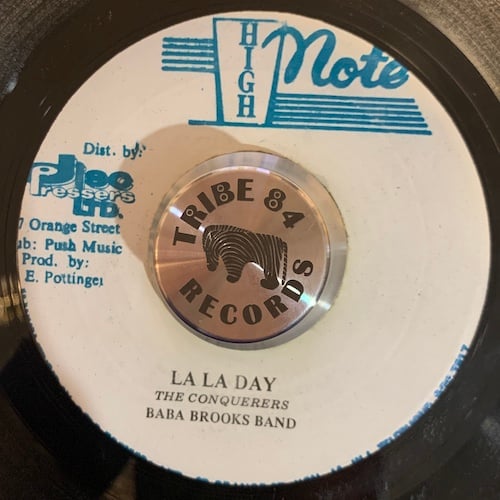 HIGH Note
Dist. by:
Pressers
LTD.
7 Orange Street
ub: Push Music
Prod. by:
E. Pottinger
TRIBE 84
RECORDS
LA LA DAY
THE CONQUERERS
BABA BROOKS BAND